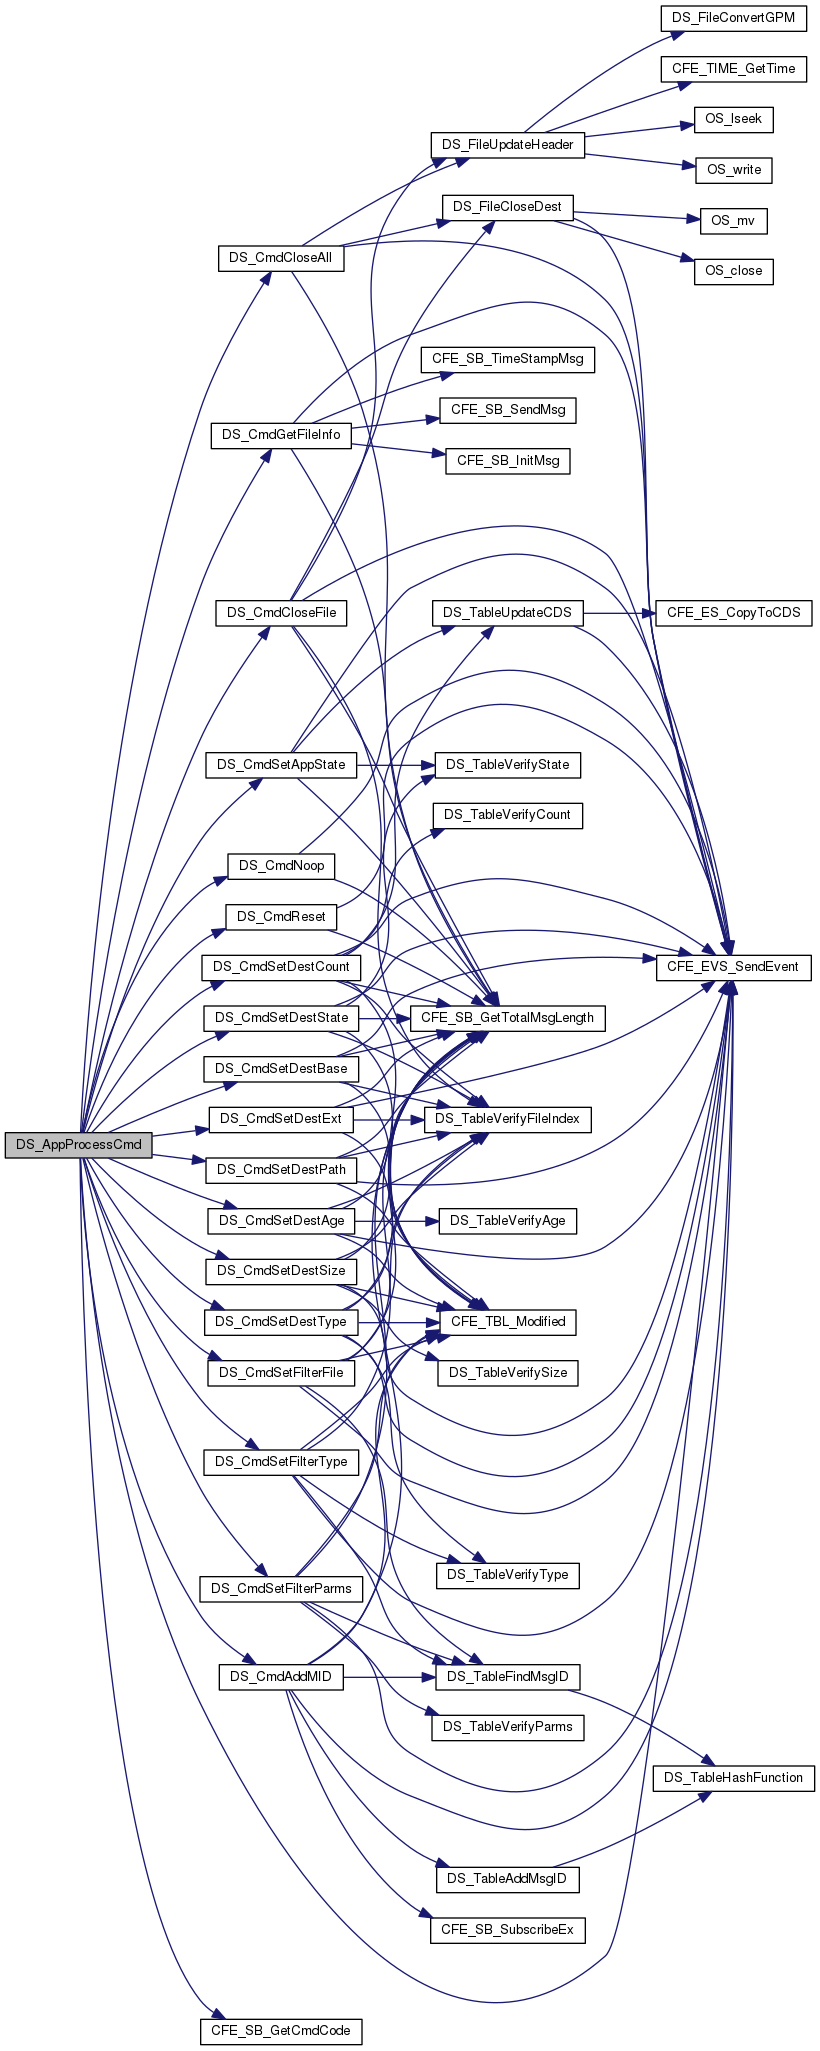 DS_FileConvertGPM
CFE_TIME_GetTime
OS_lseek
DS_FileUpdateHeader
OS_write
DS_FileCloseDest
OS_mv
DS_CmdCloseAll
OS_close
CFE_SB_TimeStampMsg
CFE_SB_SendMsg
DS_CmdGetFileInfo
CFE_SB_InitMsg
DS_CmdCloseFile
DS_TableUpdateCDS
CFE_ES_CopyToCDS
DS_CmdSetAppState
DS_TableVerifyState
DS_TableVerifyCount
DS_CmdNoop
DS_CmdReset
DS_CmdSetDestCount
CFE_EVS_SendEvent
DS_CmdSetDestState
CFE_SB_GetTotalMsgLength
DS_CmdSetDestBase
DS_CmdSetDestExt
DS_TableVerifyFileIndex
DS_AppProcessCmd
DS_CmdSetDestPath
DS_CmdSetDestAge
DS_TableVerifyAge
DS_CmdSetDestSize
DS_CmdSetDestType
CFE_TBL_Modified
DS_CmdSetFilterFile
DS_TableVerifySize
DS_CmdSetFilterType
DS_TableVerifyType
DS_CmdSetFilterParms
DS_CmdAddMID
DS_TableFindMsgID
DS_TableVerifyParms
DS_TableHashFunction
DS_TableAddMsgID
CFE_SB_SubscribeEx
CFE_SB_GetCmdCode